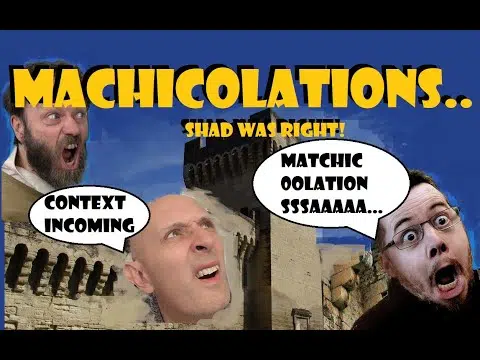 MACHICOLATIONS..
SHAD WAS RIGHT!
CONTEXT
INCOMING
MATCHIC
OOLATION
SSSAAAAA...